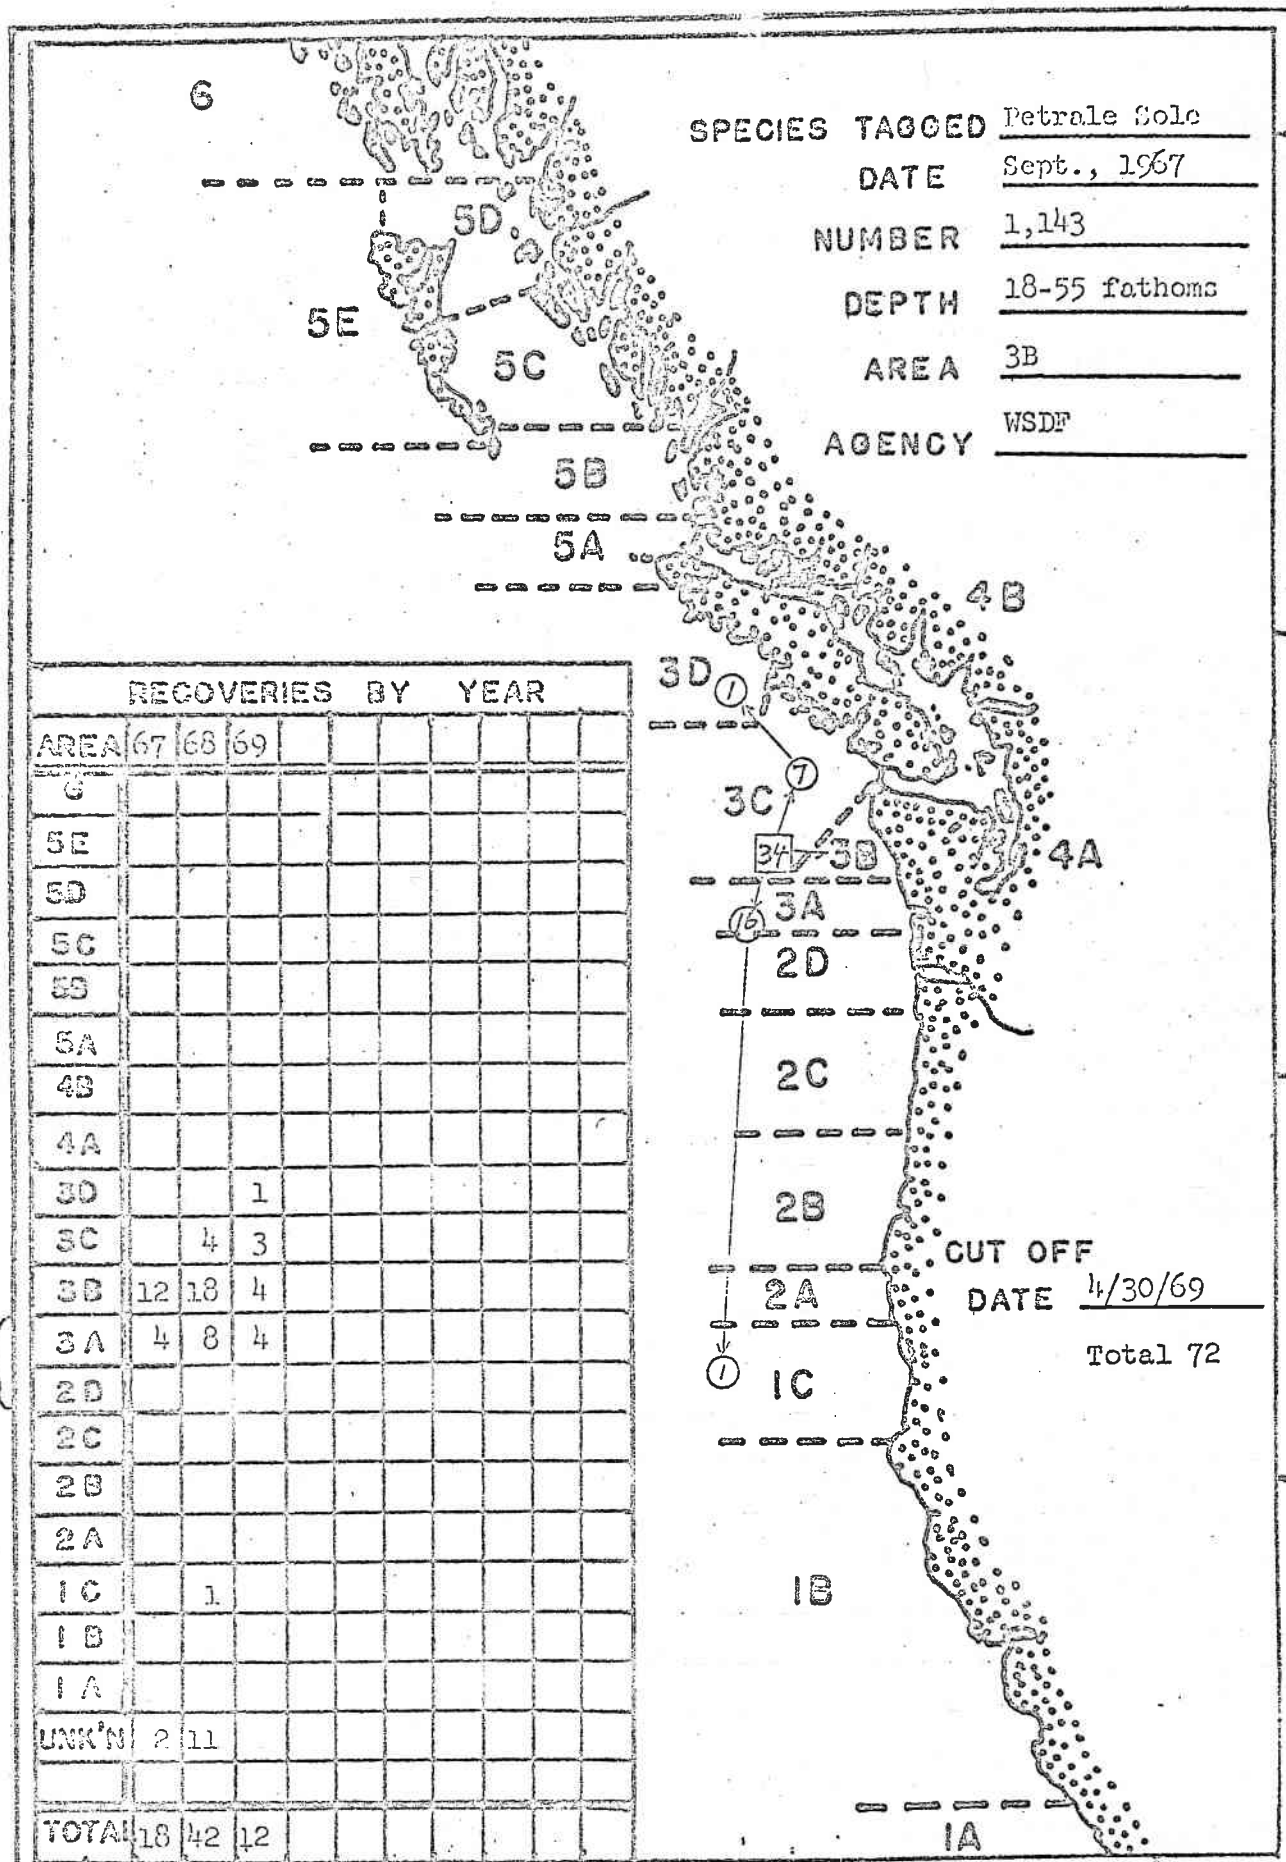 SPECIES TAGGED Petrale Sole
DATE Sept., 1967
NUMBER 1,143
DEPTH 18-55 fathoms
AREA 3B
AGENCY WSDF
6
5D
5E
5C
5B
5A
4B
3D 1
7
3C
34 3B
4A
3A
16
2D
2C
2B
2A
1
1C
1B
1A
CUT OFF
DATE 4/30/69
Total 72
RECOVERIES BY YEAR
AREA 67 68 69
6
5E
5D
5C
5B
5A
4B
4A
3D 1
3C 4 3
3B 12 18 4
3A 4 8 4
2D
2C
2B
2A
1C 1
1B
1A
UNK'N 2 11
TOTAL 18 42 12